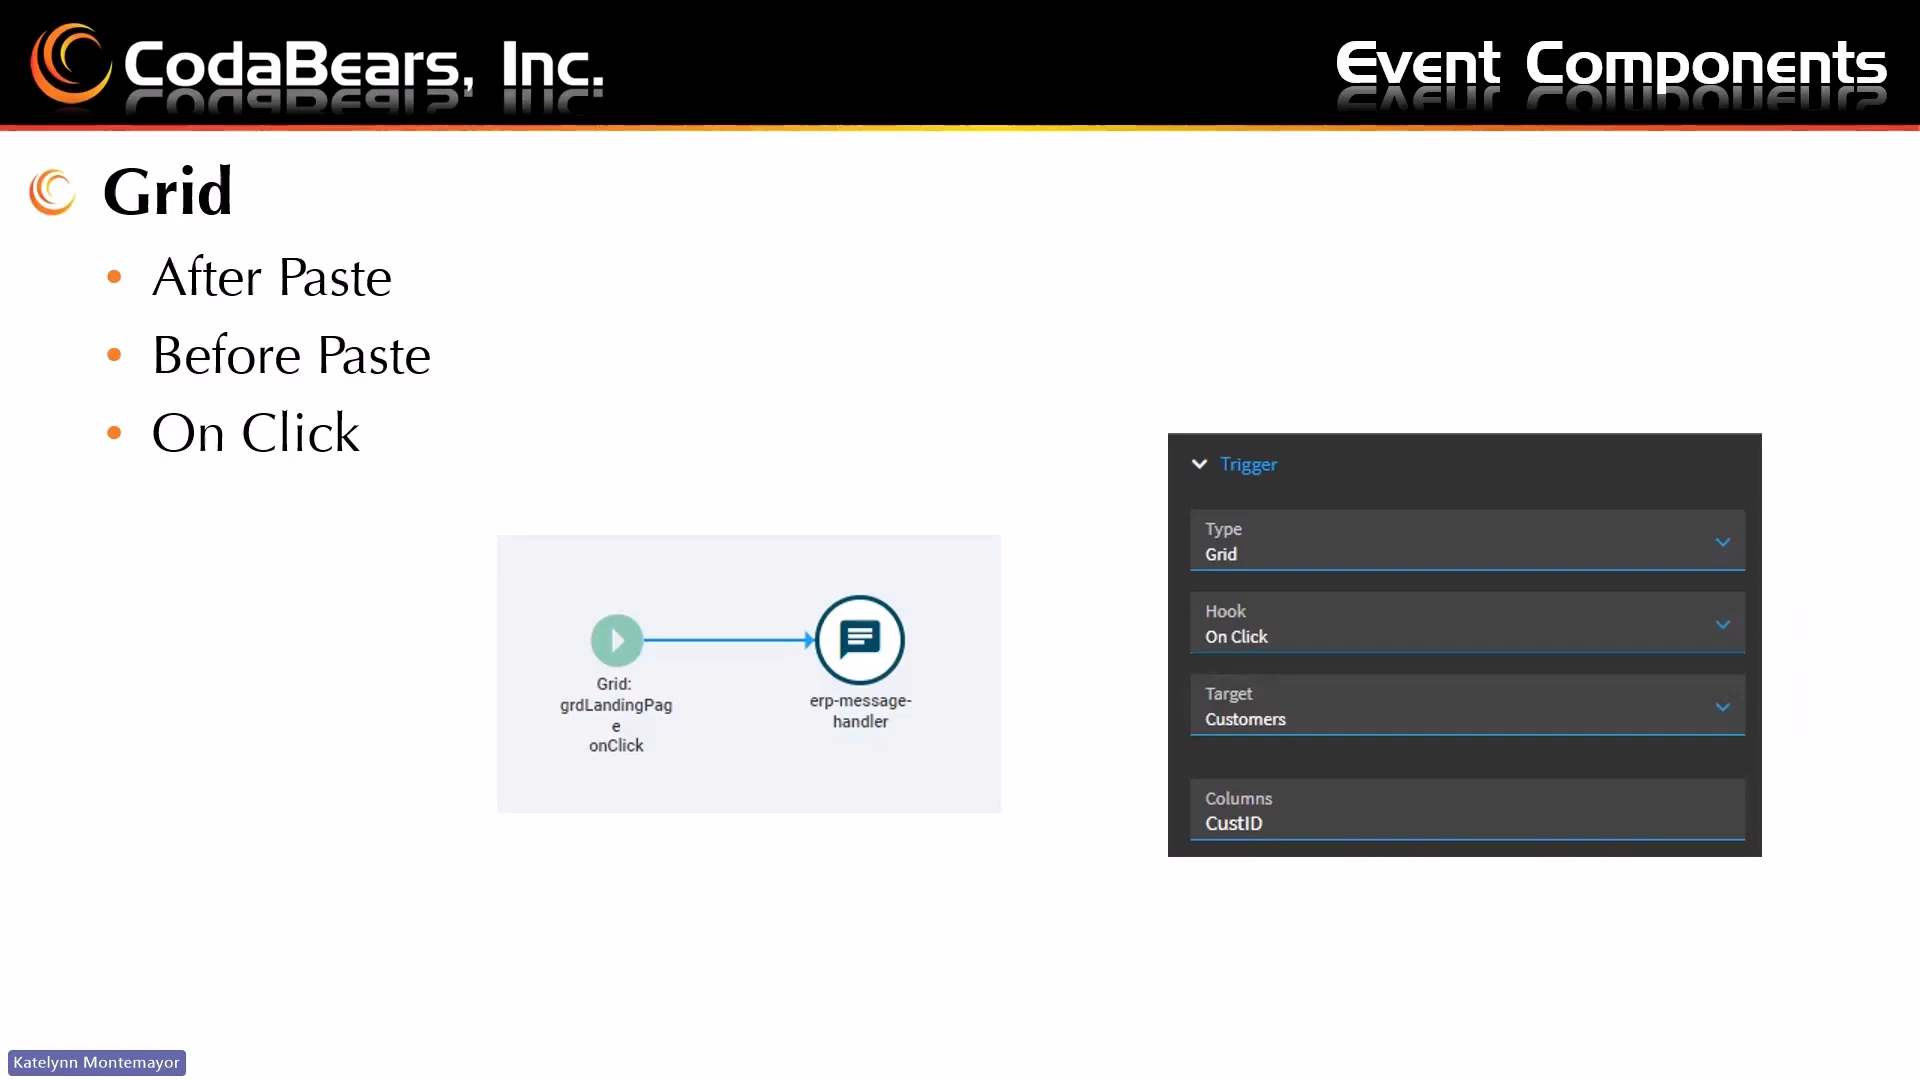 CodaBears, Inc.
Event Components
Grid
• After Paste
• Before Paste
• On Click
Grid:
grdLandingPag
e
onClick
erp-message-
handler
Trigger
Type
Grid
Hook
On Click
Target
Customers
Columns
CustID
Katelynn Montemayor